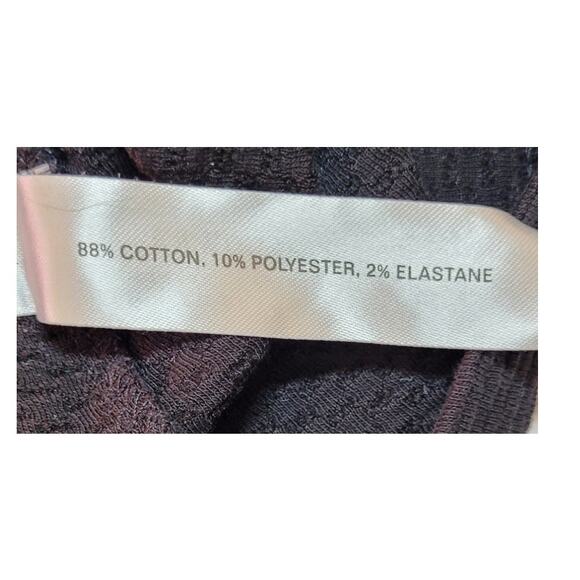 88% COTTON, 10% POLYESTER, 2% ELASTANE